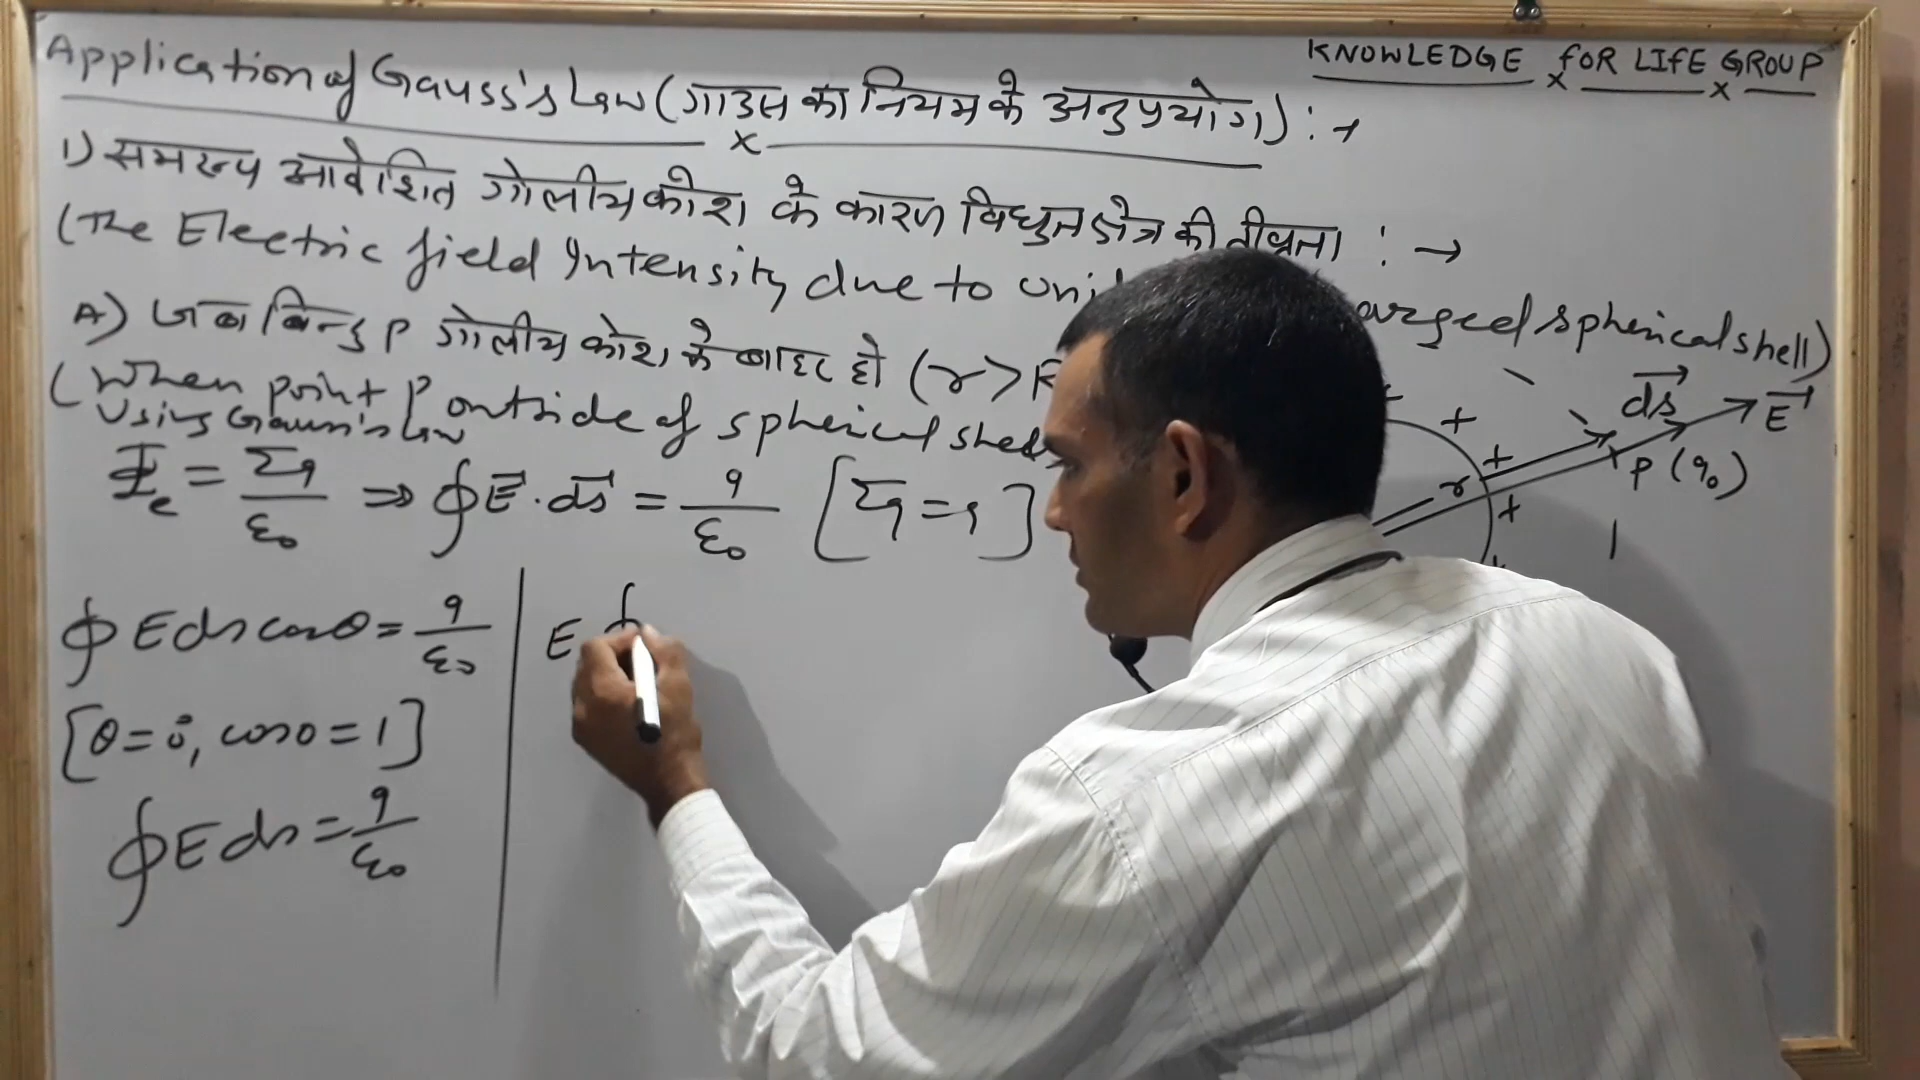 KNOWLEDGE FOR LIFE GROUP
Application of Gauss's Law (गाउस का नियम के अनुप्रयोग) : →
1) समरूप आवेशित गोलीय कोश के कारण विधुत क्षेत्र की तीव्रता : →
(The Electric field Intensity due to uni arged spherical shell)
A) जब बिन्दु P गोलीय कोश के बाहर हो (r > R
(When point P outside of spherical shell
Using Gauss's Law
Φe = Σq/ε₀ ⇒ ∮E⃗·ds⃗ = q/ε₀ [Σq = q]
∮ E ds cosθ = q/ε₀
[θ = 0°, cos0 = 1]
∮ E ds = q/ε₀
E ∮
ds⃗
E⃗
P (q₀)
r
+ + + +